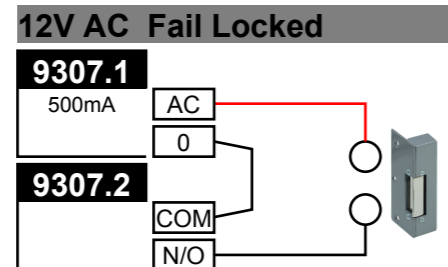 12V AC Fail Locked
9307.1
500mA
AC
0
9307.2
COM
N/O